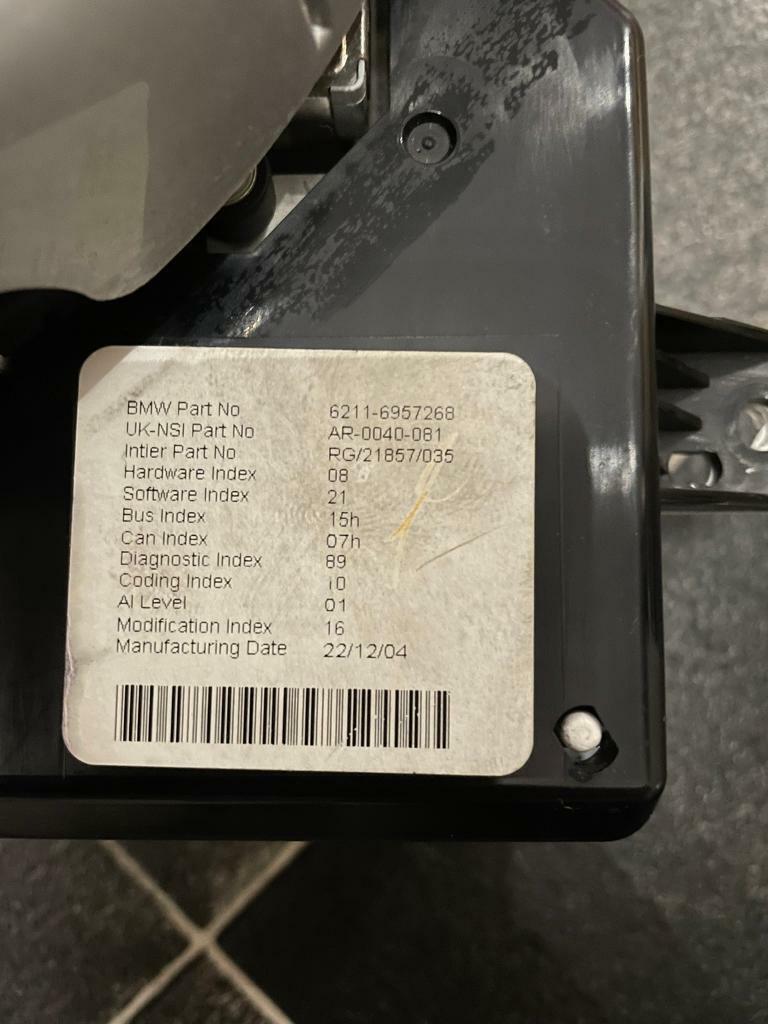 BMW Part No 6211-6957268
UK-NSI Part No AR-0040-081
Intier Part No RG/21857/035
Hardware Index 08
Software Index 21
Bus Index 15h
Can Index 07h
Diagnostic Index 89
Coding Index 10
AI Level 01
Modification Index 16
Manufacturing Date 22/12/04